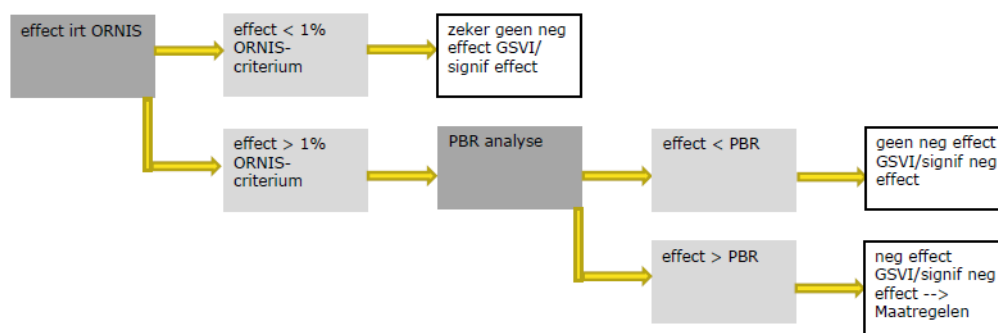 effect irt ORNIS
effect < 1%
ORNIS-
criterium
zeker geen neg
effect GSVI/
signif effect
effect > 1%
ORNIS-
criterium
PBR analyse
effect < PBR
geen neg effect
GSVI/signif neg
effect
effect > PBR
neg effect
GSVI/signif neg
effect -->
Maatregelen